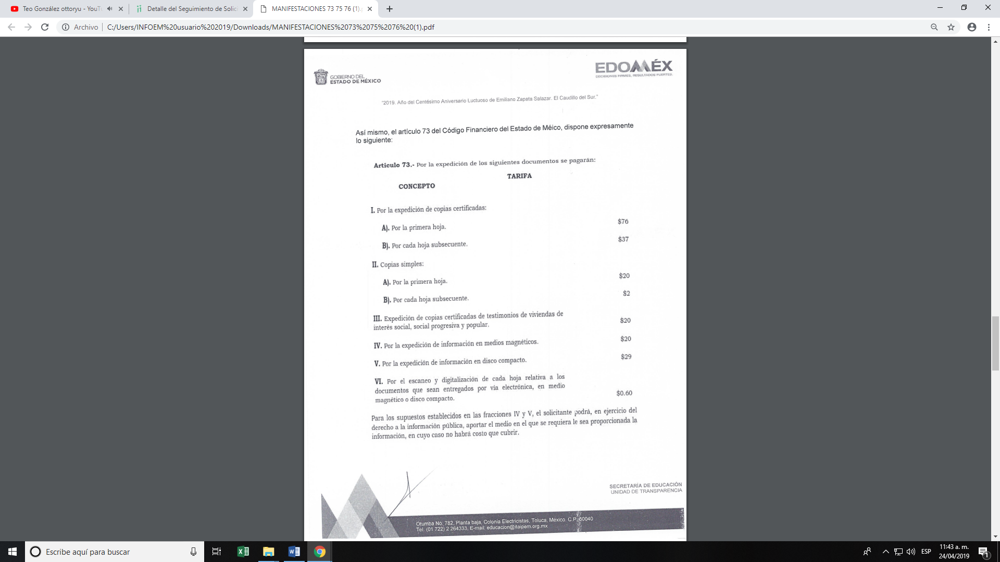 Teo González ottoryu - YouT
Detalle del Seguimiento de Solici
MANIFESTACIONES 73 75 76 (1).p
Archivo
C:/Users/INFOEM%20usuario%202019/Downloads/MANIFESTACIONES%2073%2075%2076%20(1).pdf
GOBIERNO DEL
ESTADO DE MÉXICO
EDOMÉX
DECISIONES FIRMES, RESULTADOS FUERTES.
"2019. Año del Centésimo Aniversario Luctuoso de Emiliano Zapata Salazar. El Caudillo del Sur."
Así mismo, el artículo 73 del Código Financiero del Estado de Méico, dispone expresamente
lo siguiente:
Artículo 73.- Por la expedición de los siguientes documentos se pagarán:
TARIFA
CONCEPTO
I. Por la expedición de copias certificadas:
A). Por la primera hoja. $76
B). Por cada hoja subsecuente. $37
II. Copias simples:
A). Por la primera hoja. $20
B). Por cada hoja subsecuente. $2
III. Expedición de copias certificadas de testimonios de viviendas de
interés social, social progresiva y popular. $20
IV. Por la expedición de información en medios magnéticos. $20
V. Por la expedición de información en disco compacto. $29
VI. Por el escaneo y digitalización de cada hoja relativa a los
documentos que sean entregados por vía electrónica, en medio
magnético o disco compacto. $0.60
Para los supuestos establecidos en las fracciones IV y V, el solicitante podrá, en ejercicio del
derecho a la información pública, aportar el medio en el que se requiera le sea proporcionada la
información, en cuyo caso no habrá costo que cubrir.
SECRETARÍA DE EDUCACIÓN
UNIDAD DE TRANSPARENCIA
Otumba No. 782, Planta baja, Colonia Electricistas, Toluca, México. C.P. 50040
Tel. (01 722) 2 264333, E-mail: educacion@itaipem.org.mx
Escribe aquí para buscar
ESP
11:43 a. m.
24/04/2019
1